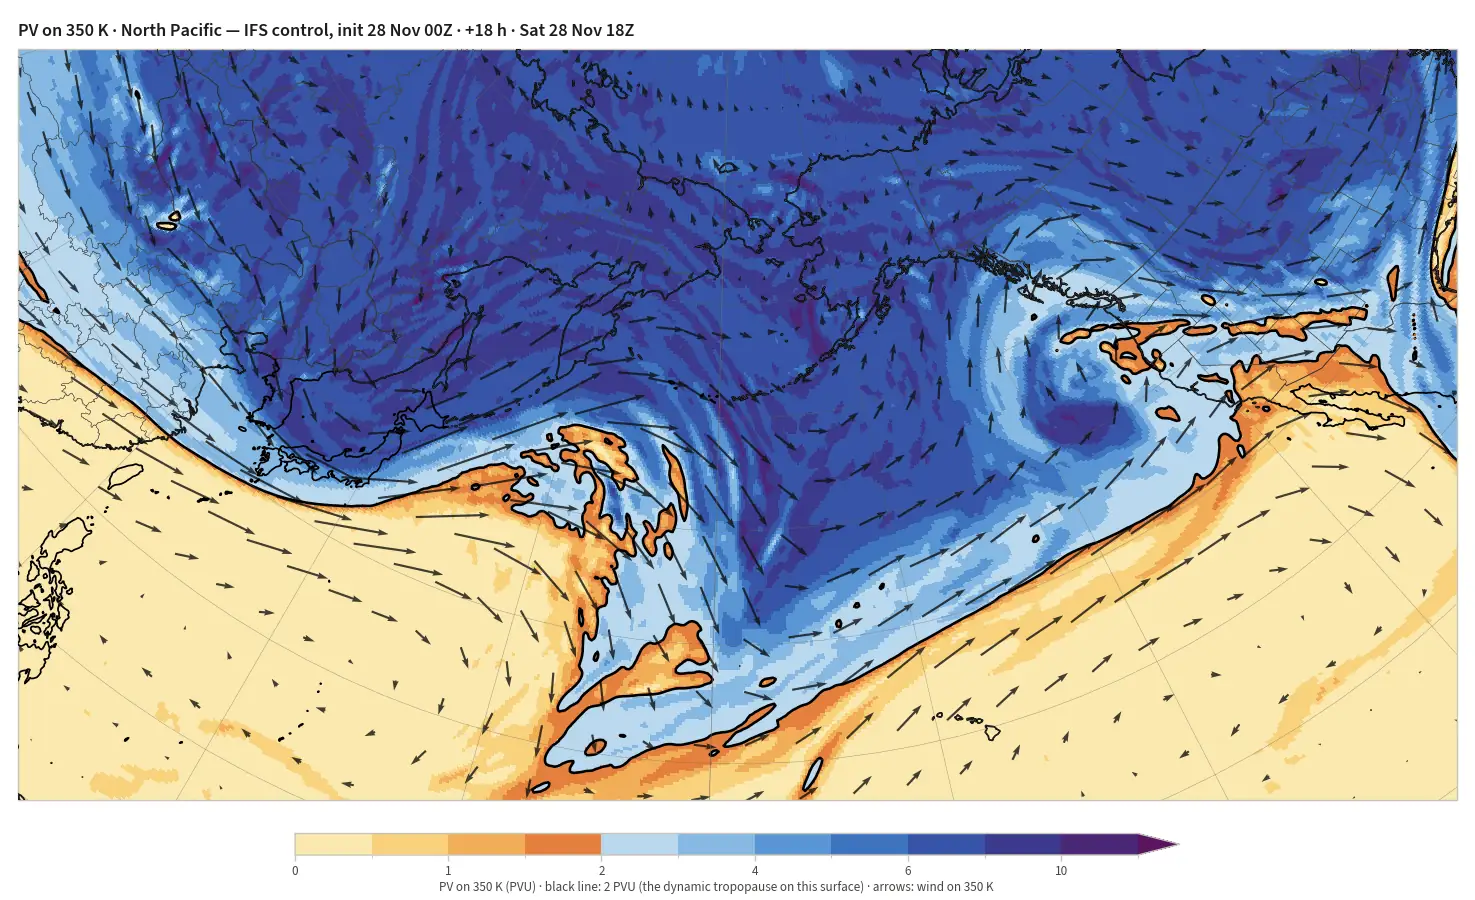 PV on 350 K · North Pacific — IFS control, init 28 Nov 00Z · +18 h · Sat 28 Nov 18Z
0 1 2 4 6 10
PV on 350 K (PVU) · black line: 2 PVU (the dynamic tropopause on this surface) · arrows: wind on 350 K